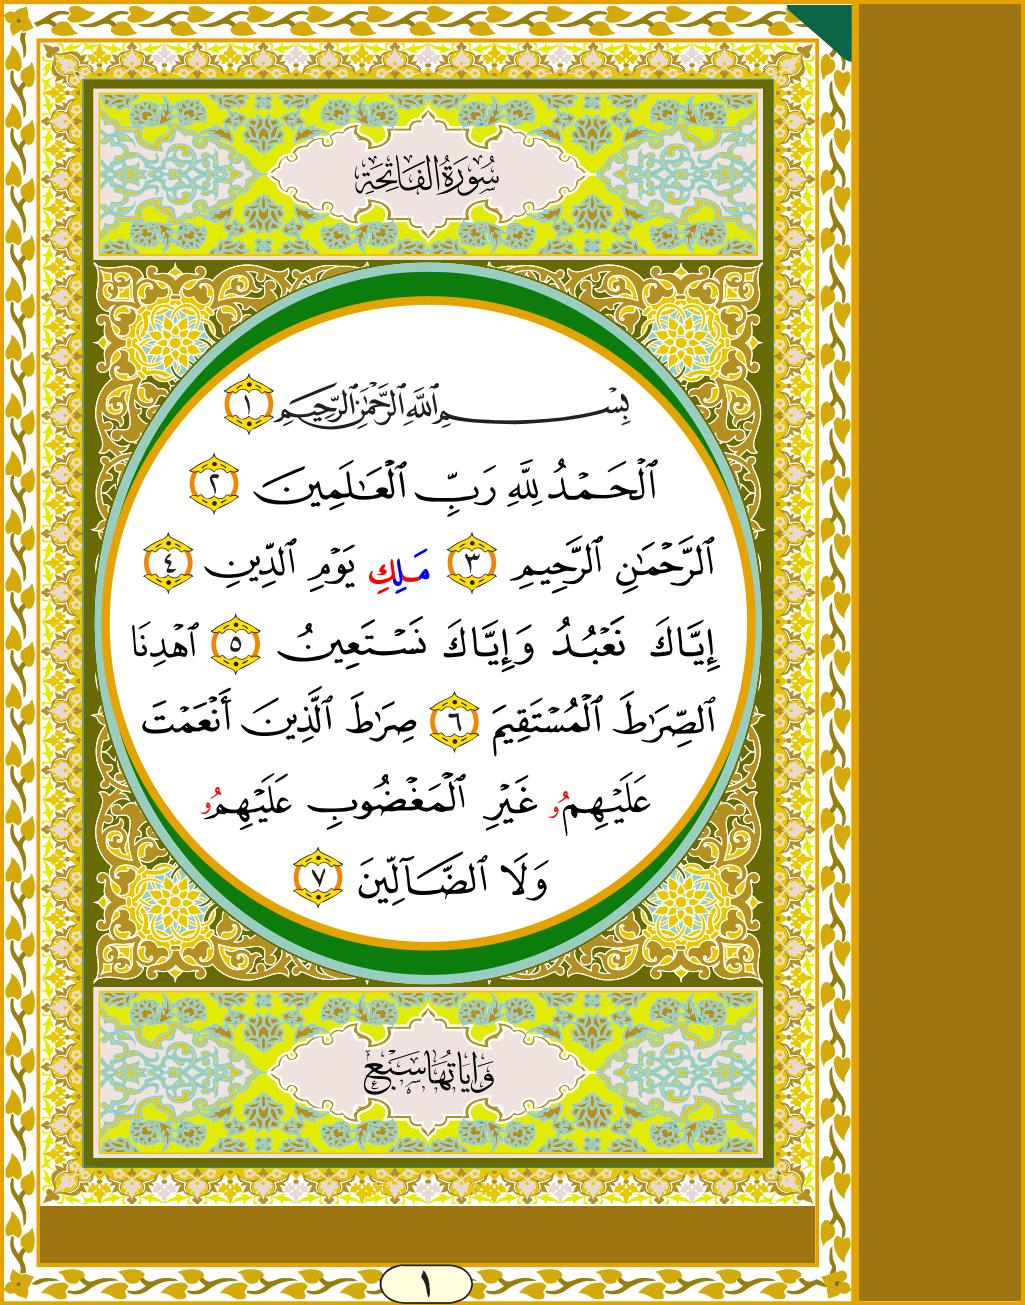 سُورَةُ الفَاتِحَةِ
بِسْمِ ٱللَّهِ ٱلرَّحْمَٰنِ ٱلرَّحِيمِ ١
ٱلْحَمْدُ لِلَّهِ رَبِّ ٱلْعَٰلَمِينَ ٢
ٱلرَّحْمَٰنِ ٱلرَّحِيمِ ٣ مَلِكِ يَوْمِ ٱلدِّينِ ٤
إِيَّاكَ نَعْبُدُ وَإِيَّاكَ نَسْتَعِينُ ٥ ٱهْدِنَا
ٱلصِّرَٰطَ ٱلْمُسْتَقِيمَ ٦ صِرَٰطَ ٱلَّذِينَ أَنْعَمْتَ
عَلَيْهِمُۥ غَيْرِ ٱلْمَغْضُوبِ عَلَيْهِمُۥ
وَلَا ٱلضَّآلِّينَ ٧
وَايَاتُهَا سَبْعٌ
١